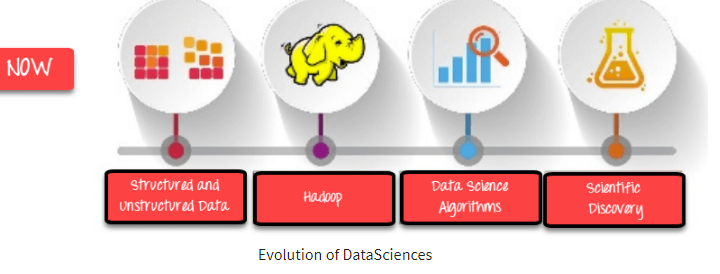 NOW
Structured and
Unstructured Data
Hadoop
Data Science
Algorithms
Scientific
Discovery
Evolution of DataSciences